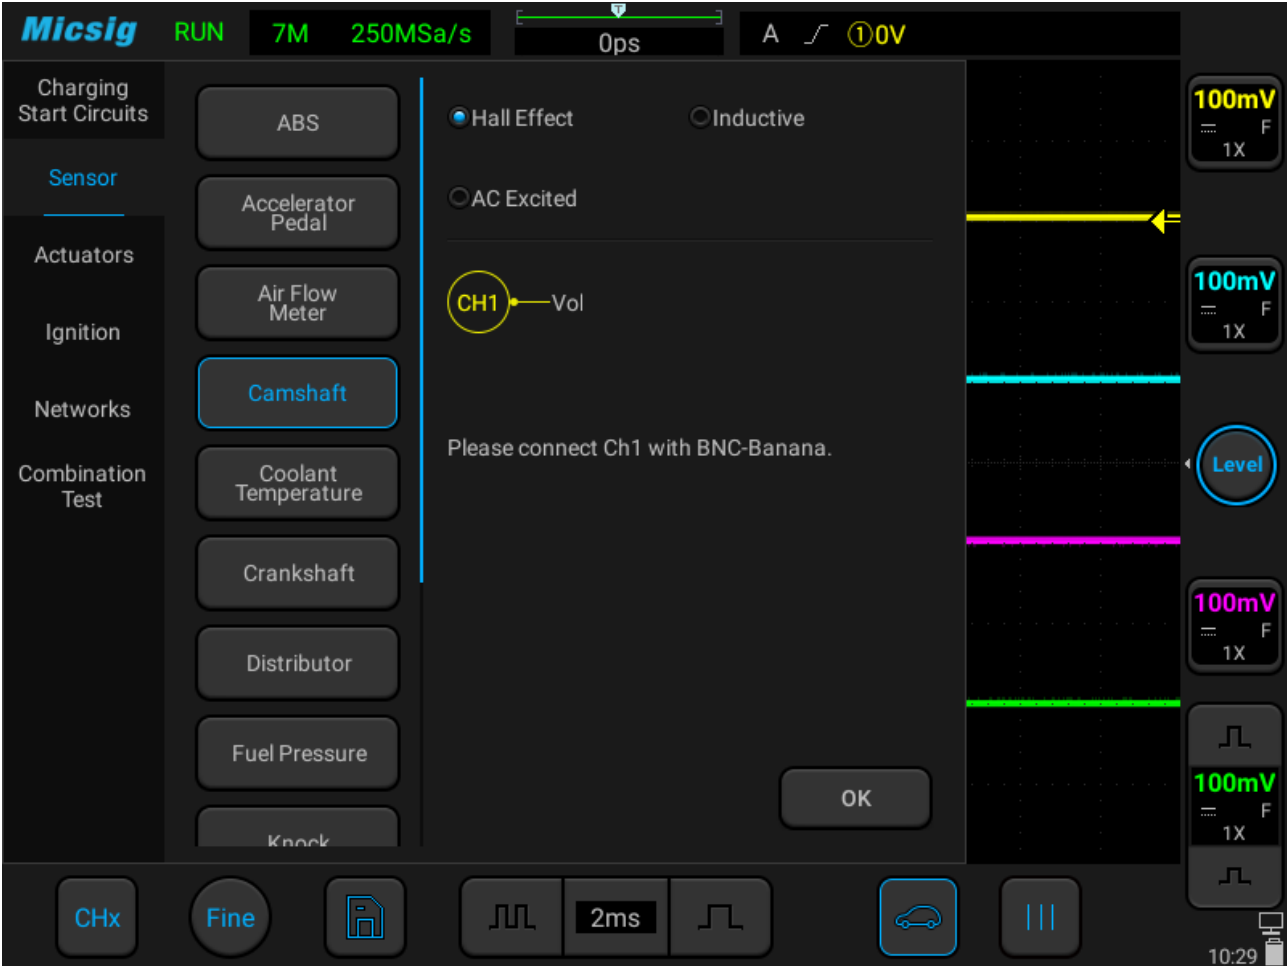 Micsig RUN 7M 250MSa/s T 0ps A ①0V
Charging
Start Circuits
Sensor
Actuators
Ignition
Networks
Combination
Test
ABS
Accelerator
Pedal
Air Flow
Meter
Camshaft
Coolant
Temperature
Crankshaft
Distributor
Fuel Pressure
Knock
Hall Effect Inductive
AC Excited
CH1 Vol
Please connect Ch1 with BNC-Banana.
OK
100mV
F
1X
100mV
F
1X
Level
100mV
F
1X
100mV
F
1X
CHx Fine 2ms
10:29